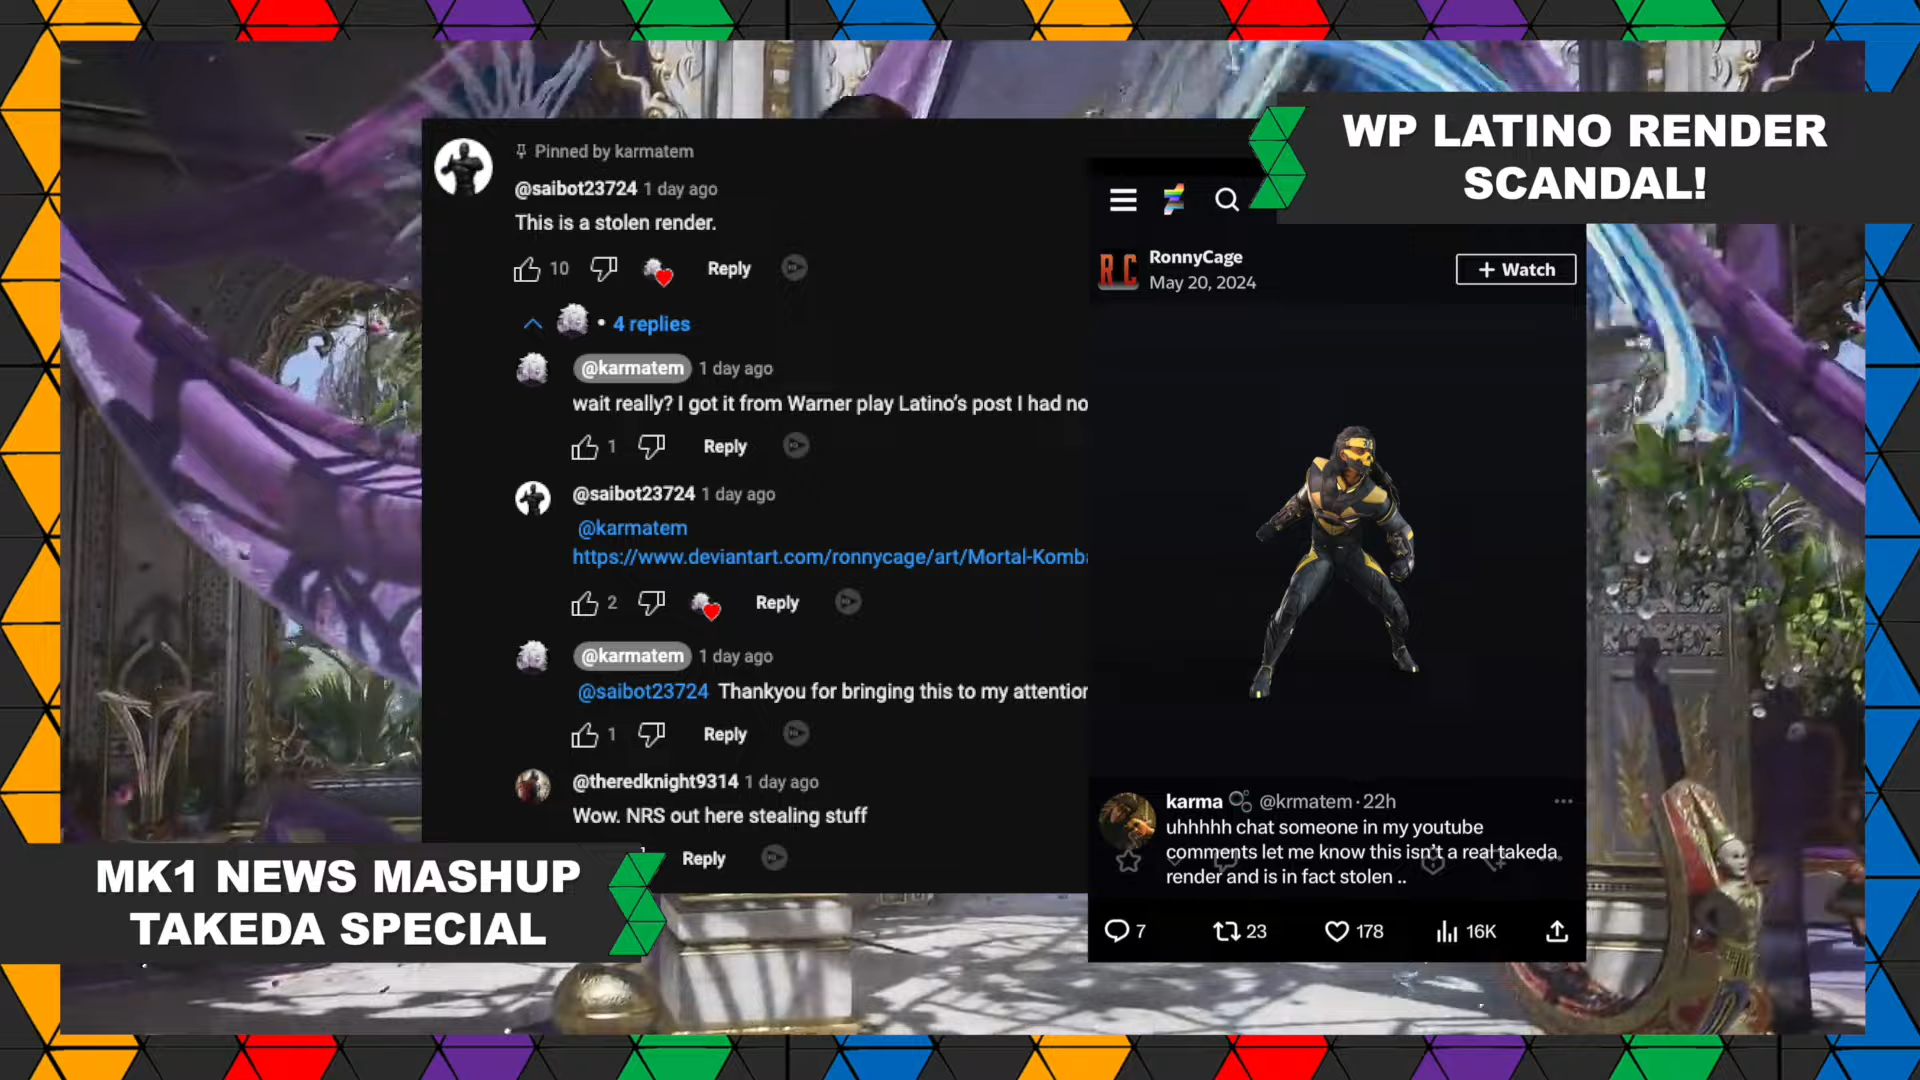 WP LATINO RENDER
SCANDAL!
Pinned by karmatem
@saibot23724 1 day ago
This is a stolen render.
10 Reply
• 4 replies
@karmatem 1 day ago
wait really? I got it from Warner play Latino's post I had no
1 Reply
@saibot23724 1 day ago
@karmatem
https://www.deviantart.com/ronnycage/art/Mortal-Komb
2 Reply
@karmatem 1 day ago
@saibot23724 Thankyou for bringing this to my attention
1 Reply
@theredknight9314 1 day ago
Wow. NRS out here stealing stuff
Reply
RC
RonnyCage
May 20, 2024
+ Watch
karma @krmatem · 22h
uhhhhh chat someone in my youtube
comments let me know this isn't a real takeda
render and is in fact stolen ..
7 23 178 16K
MK1 NEWS MASHUP
TAKEDA SPECIAL